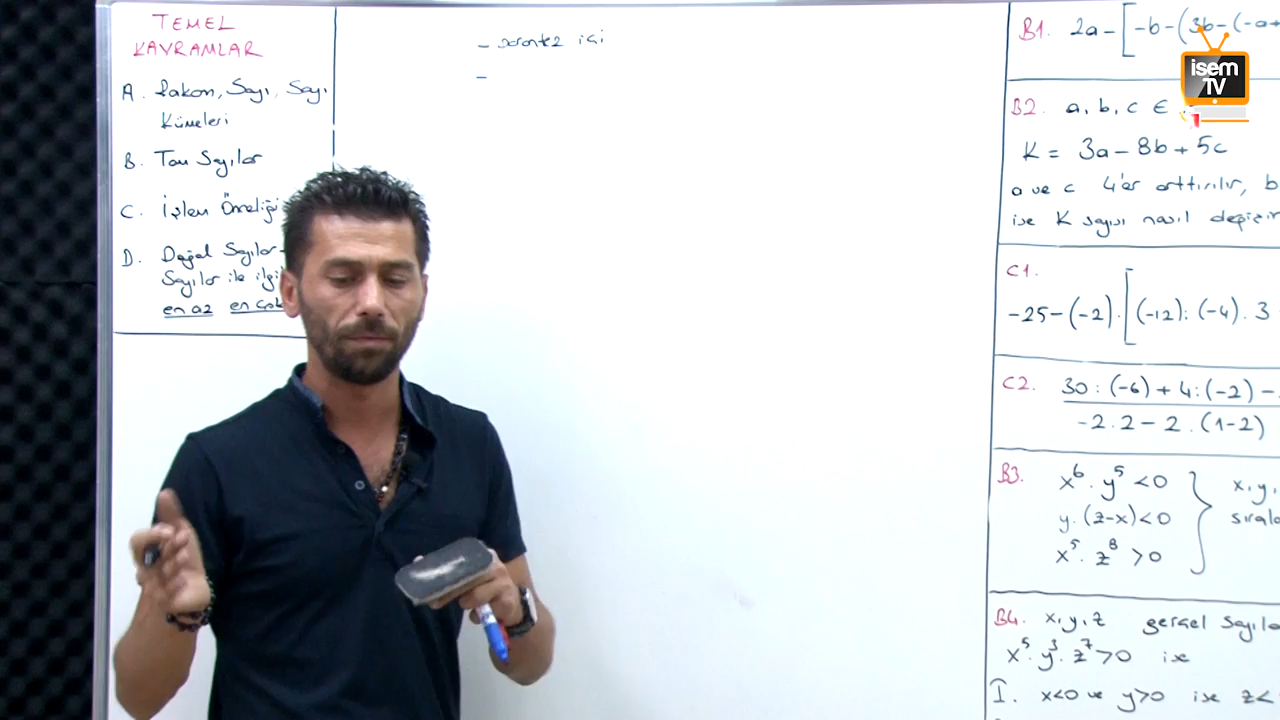 TEMEL
KAVRAMLAR
A. Rakam, Sayı, Sayı
Kümeleri
B. Tam Sayılar
C. İşlem Önceliği
D. Doğal Sayılar-
Sayılar ile ilgi
en az en çok
- parantez içi
-
B1. 2a-[-b-(3b-(-a+
isem
TV
B2. a, b, c ∈
K = 3a - 8b + 5c
a ve c 4'er arttırılır, b
ise K sayısı nasıl değişir
C1.
-25-(-2).[(-12):(-4).3
C2. 30:(-6)+4:(-2)-
-2.2-2.(1-2)
B3. x⁶.y⁵<0 } x,y,
y.(z-x)<0 sırala
x⁵.z⁸>0
B4. x,y,z gerçel sayıla
x⁵.y³.z⁷>0 ise
I. x<0 ve y>0 ise z<